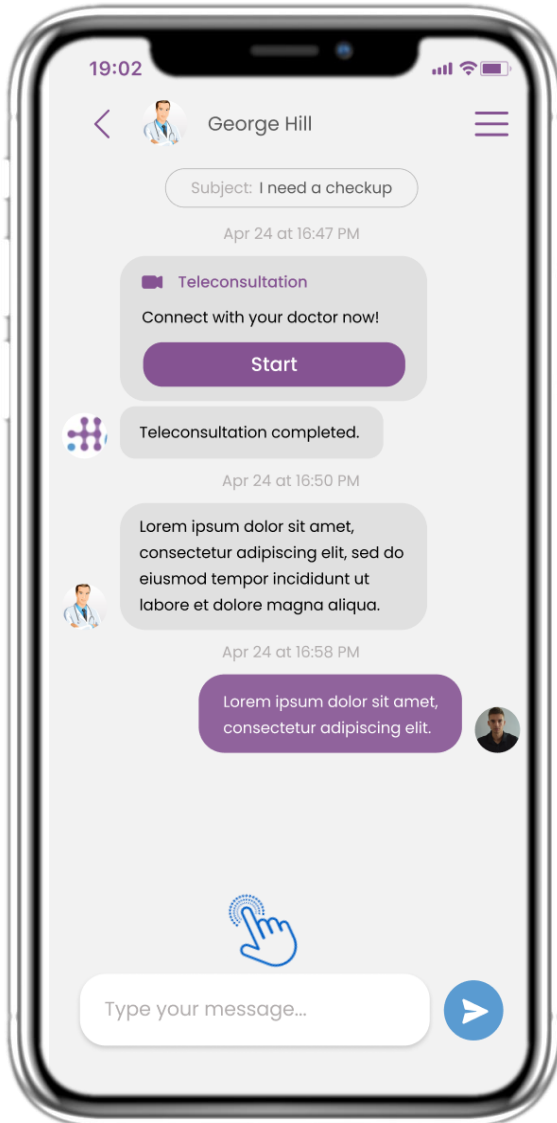 19:02
George Hill
Subject: I need a checkup
Apr 24 at 16:47 PM
Teleconsultation
Connect with your doctor now!
Start
Teleconsultation completed.
Apr 24 at 16:50 PM
Lorem ipsum dolor sit amet,
consectetur adipiscing elit, sed do
eiusmod tempor incididunt ut
labore et dolore magna aliqua.
Apr 24 at 16:58 PM
Lorem ipsum dolor sit amet,
consectetur adipiscing elit.
Type your message...